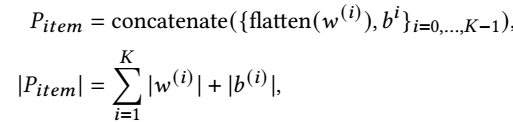 P_{item} = concatenate({flatten(w^{(i)}), b^{i}}_{i=0,...,K-1}),
|P_{item}| = \sum_{i=1}^{K} |w^{(i)}| + |b^{(i)}|,